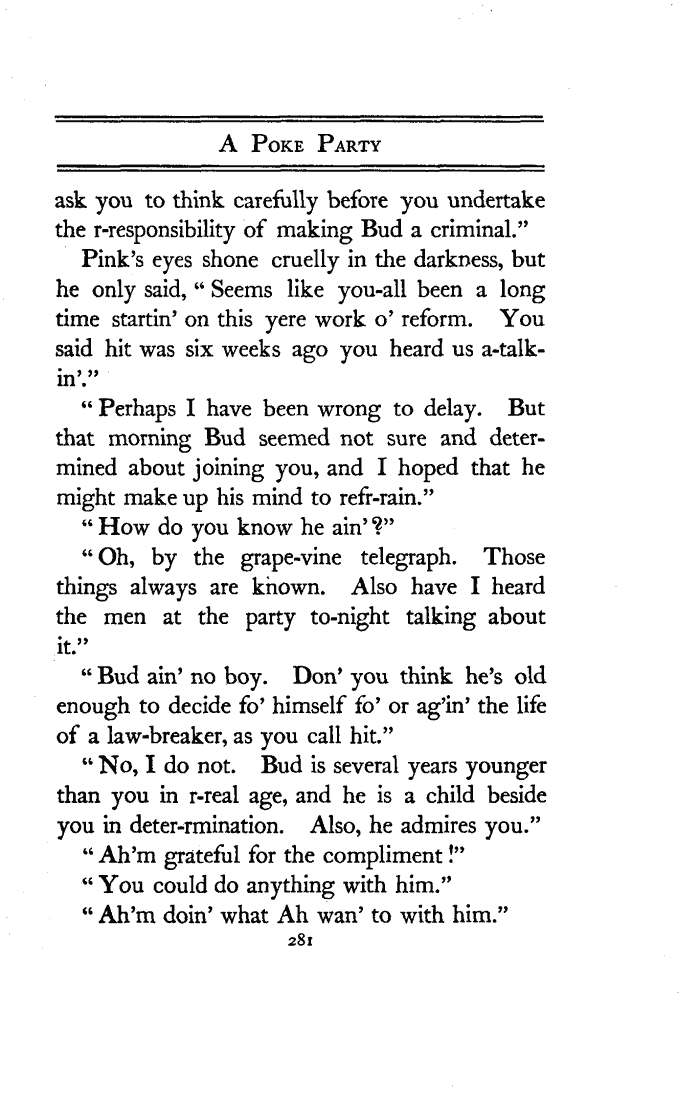 A Poke Party
ask you to think carefully before you undertake
the r-responsibility of making Bud a criminal.”
Pink’s eyes shone cruelly in the darkness, but
he only said, “ Seems like you-all been a long
time startin’ on this yere work o’ reform. You
said hit was six weeks ago you heard us a-talk-
in’.”
“ Perhaps I have been wrong to delay. But
that morning Bud seemed not sure and deter-
mined about joining you, and I hoped that he
might make up his mind to refr-rain.”
“ How do you know he ain’ ?”
“ Oh, by the grape-vine telegraph. Those
things always are known. Also have I heard
the men at the party to-night talking about
it.”
“ Bud ain’ no boy. Don’ you think he’s old
enough to decide fo’ himself fo’ or ag’in’ the life
of a law-breaker, as you call hit.”
“ No, I do not. Bud is several years younger
than you in r-real age, and he is a child beside
you in deter-rmination. Also, he admires you.”
“ Ah’m grateful for the compliment !”
“ You could do anything with him.”
“ Ah’m doin’ what Ah wan’ to with him.”
281